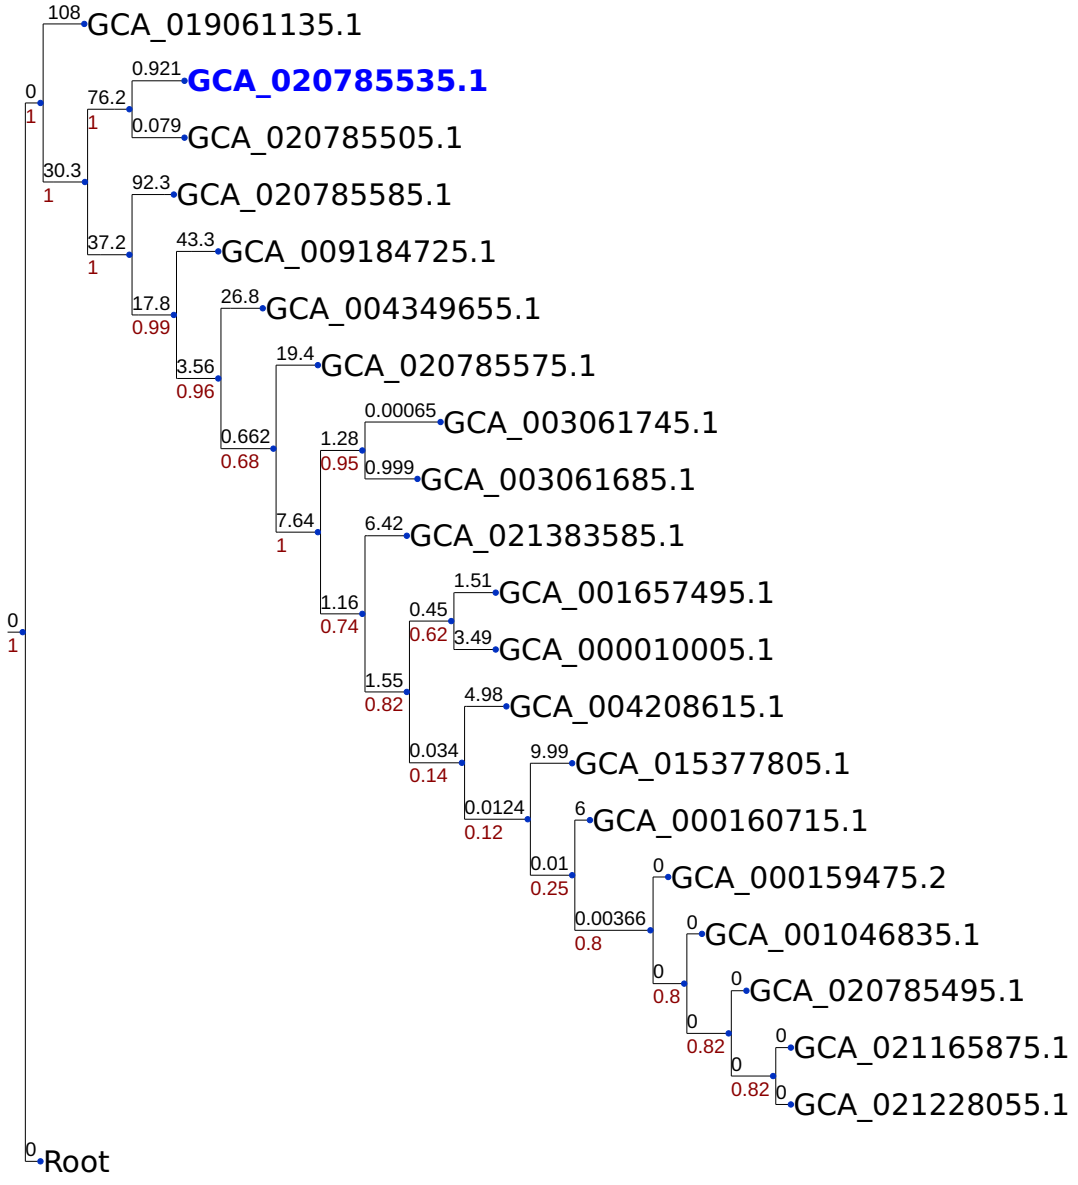 108 GCA_019061135.1
0.921 GCA_020785535.1
0
1
76.2
1
0.079 GCA_020785505.1
30.3
1
92.3 GCA_020785585.1
37.2
1
43.3 GCA_009184725.1
17.8
0.99
26.8 GCA_004349655.1
3.56
0.96
19.4 GCA_020785575.1
0.00065 GCA_003061745.1
0.662
0.68
1.28
0.95
0.999 GCA_003061685.1
7.64
1
6.42 GCA_021383585.1
1.51 GCA_001657495.1
1.16
0.74
0.45
0.62
0
1
3.49 GCA_000010005.1
1.55
0.82
4.98 GCA_004208615.1
0.034
0.14
9.99 GCA_015377805.1
0.0124
0.12
6 GCA_000160715.1
0.01
0.25
0 GCA_000159475.2
0.00366
0.8
0 GCA_001046835.1
0
0.8
0 GCA_020785495.1
0
0.82
0 GCA_021165875.1
0
0.82
0 GCA_021228055.1
0 Root